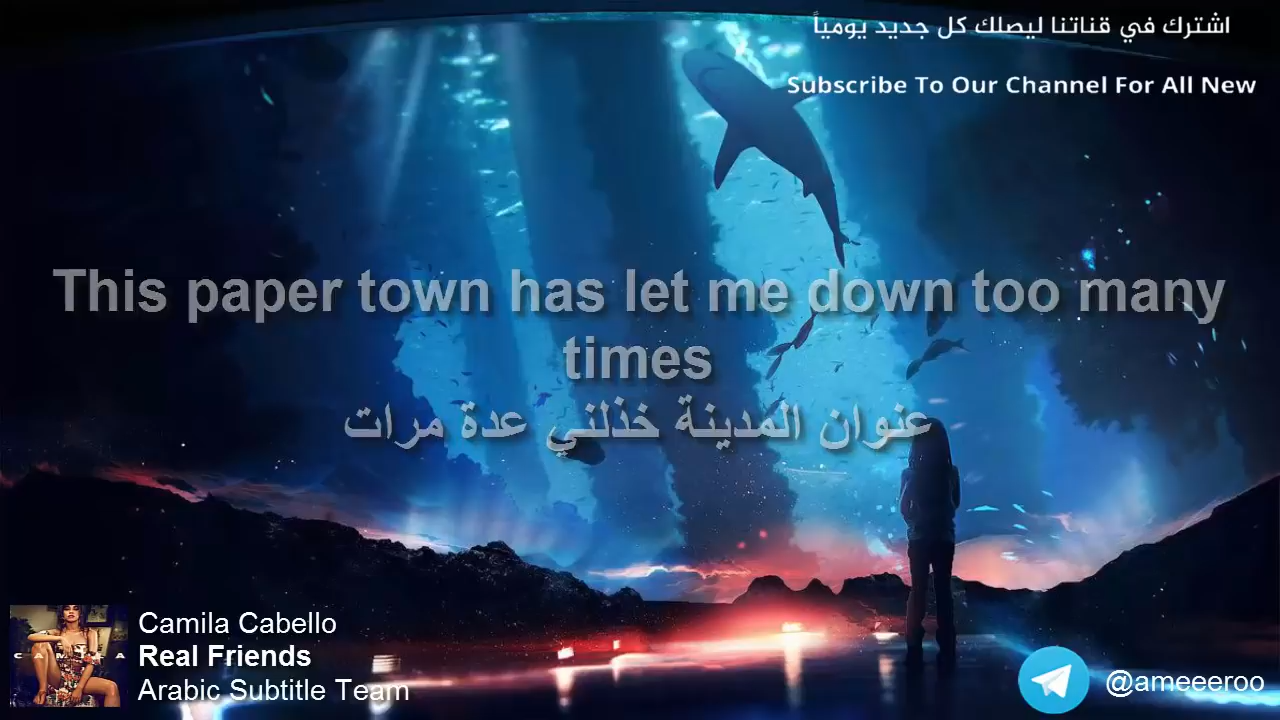 اشترك في قناتنا ليصلك كل جديد يومياً
Subscribe To Our Channel For All New
This paper town has let me down too many
times
عنوان المدينة خذلني عدة مرات
CAMILA
Camila Cabello
Real Friends
Arabic Subtitle Team
@ameeeroo